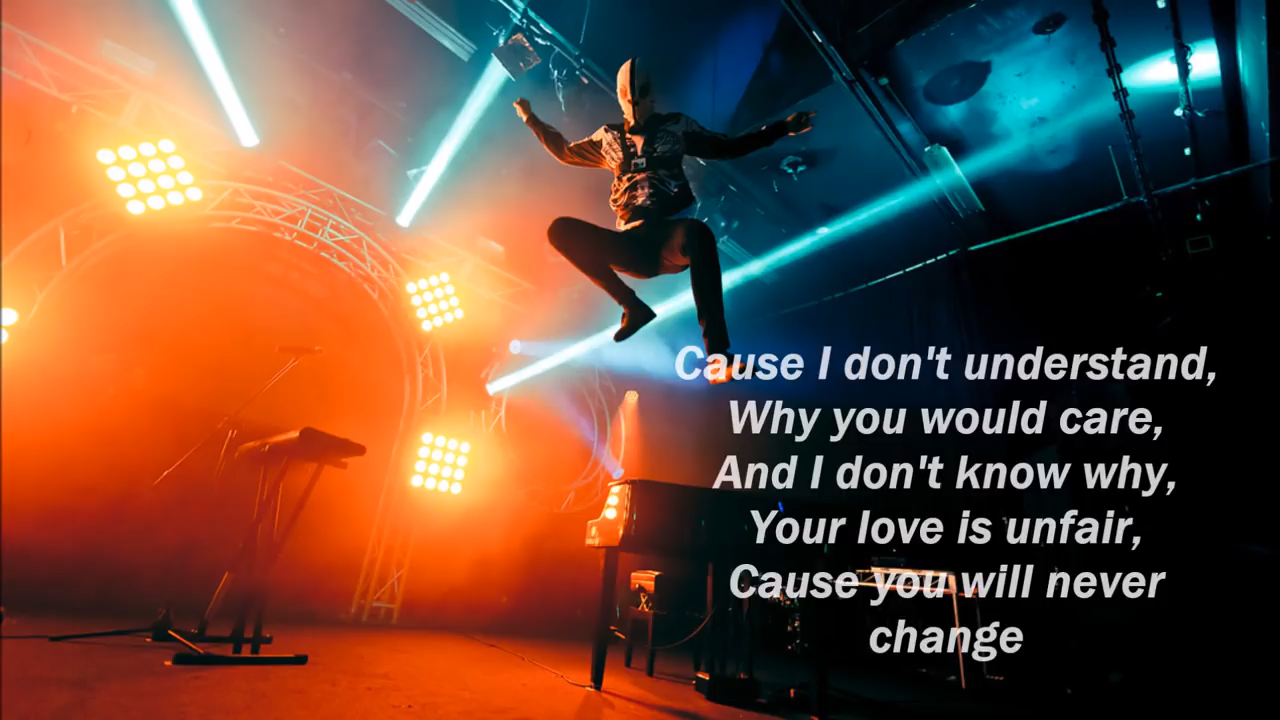 Cause I don't understand,
Why you would care,
And I don't know why,
Your love is unfair,
Cause you will never
change